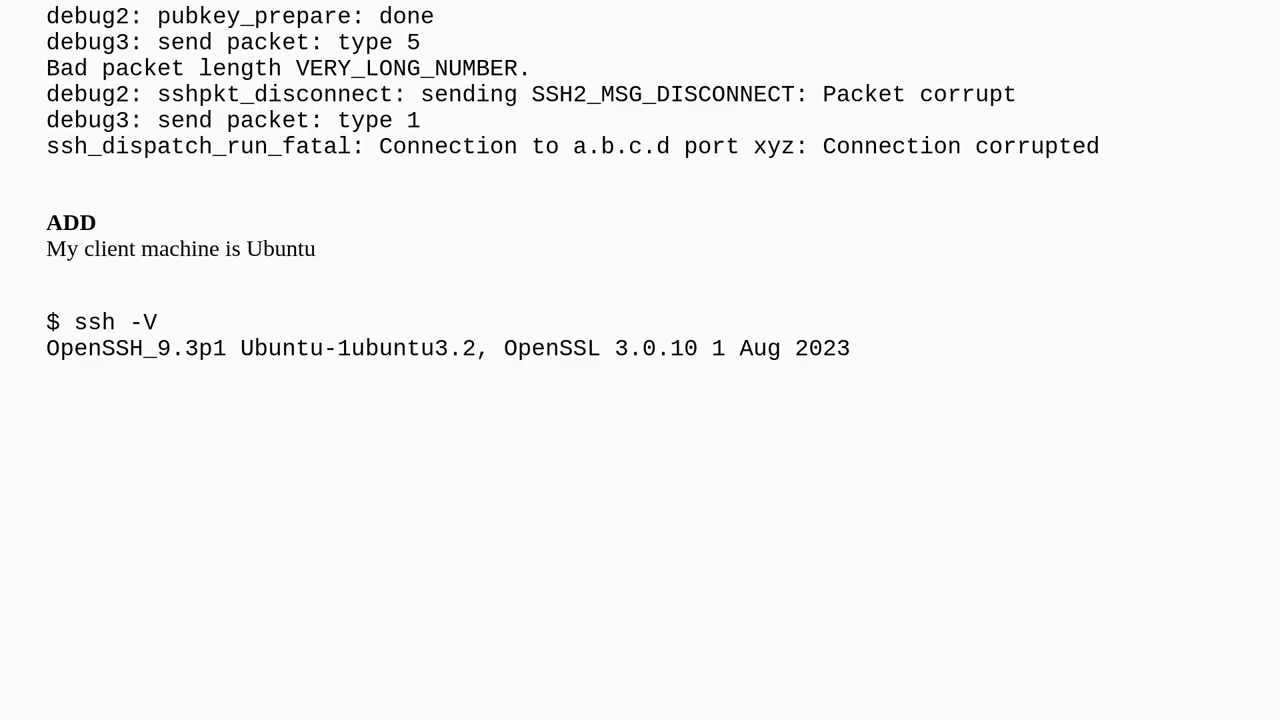 debug2: pubkey_prepare: done
debug3: send packet: type 5
Bad packet length VERY_LONG_NUMBER.
debug2: sshpkt_disconnect: sending SSH2_MSG_DISCONNECT: Packet corrupt
debug3: send packet: type 1
ssh_dispatch_run_fatal: Connection to a.b.c.d port xyz: Connection corrupted
ADD
My client machine is Ubuntu
$ ssh -V
OpenSSH_9.3p1 Ubuntu-1ubuntu3.2, OpenSSL 3.0.10 1 Aug 2023